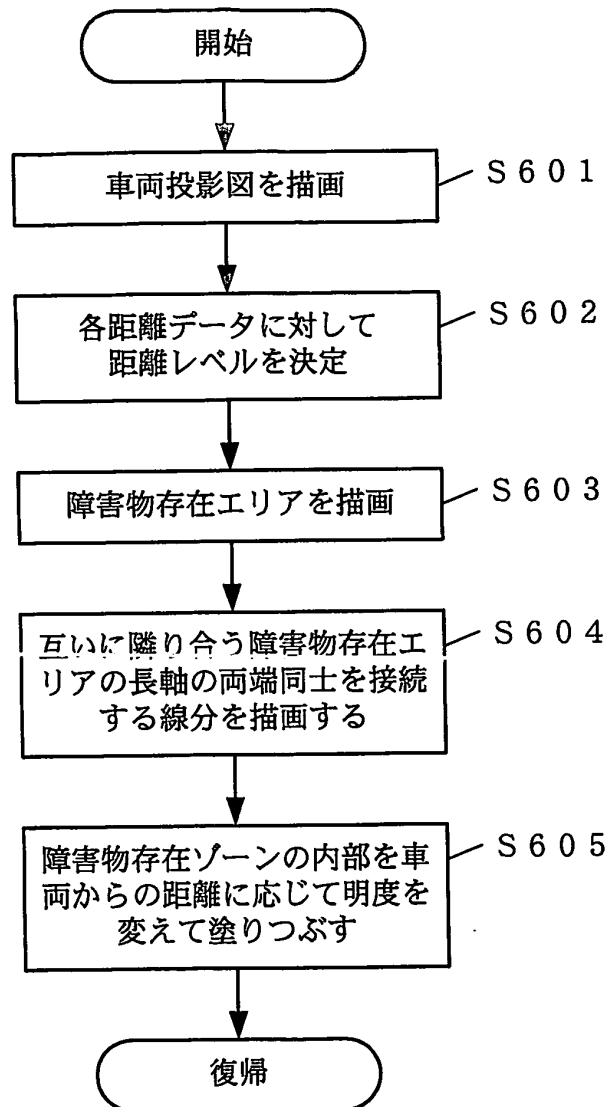 開始
車両投影図を描画
S601
各距離データに対して
距離レベルを決定
S602
障害物存在エリアを描画
S603
互いに隣り合う障害物存在エ
リアの長軸の両端同士を接続
する線分を描画する
S604
障害物存在ゾーンの内部を車
両からの距離に応じて明度を
変えて塗りつぶす
S605
復帰